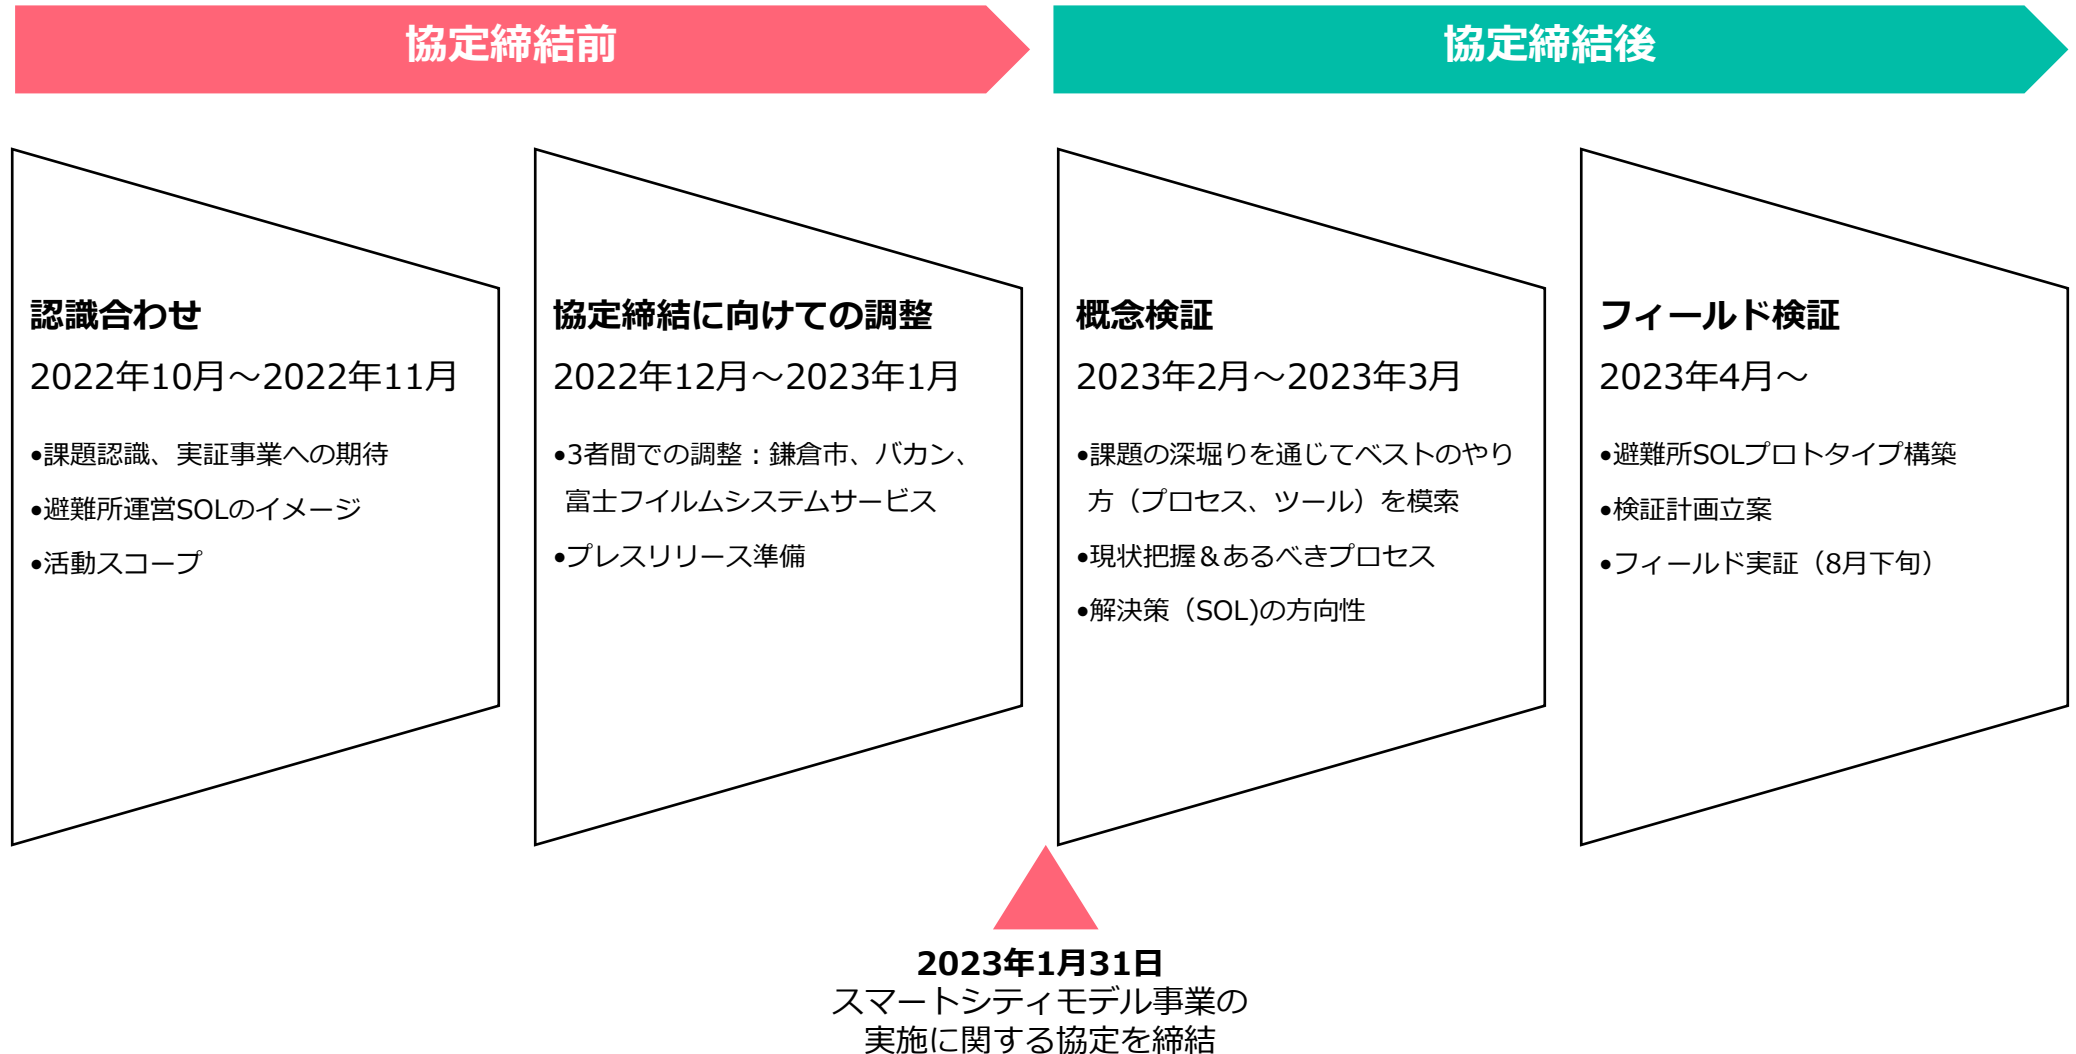 協定締結前
協定締結後
認識合わせ
2022年10月～2022年11月
•課題認識、実証事業への期待
•避難所運営SOLのイメージ
•活動スコープ
協定締結に向けての調整
2022年12月～2023年1月
•3者間での調整：鎌倉市、バカン、
富士フイルムシステムサービス
•プレスリリース準備
概念検証
2023年2月～2023年3月
•課題の深堀りを通じてベストのやり
方（プロセス、ツール）を模索
•現状把握＆あるべきプロセス
•解決策（SOL)の方向性
フィールド検証
2023年4月～
•避難所SOLプロトタイプ構築
•検証計画立案
•フィールド実証（8月下旬）
2023年1月31日
スマートシティモデル事業の
実施に関する協定を締結